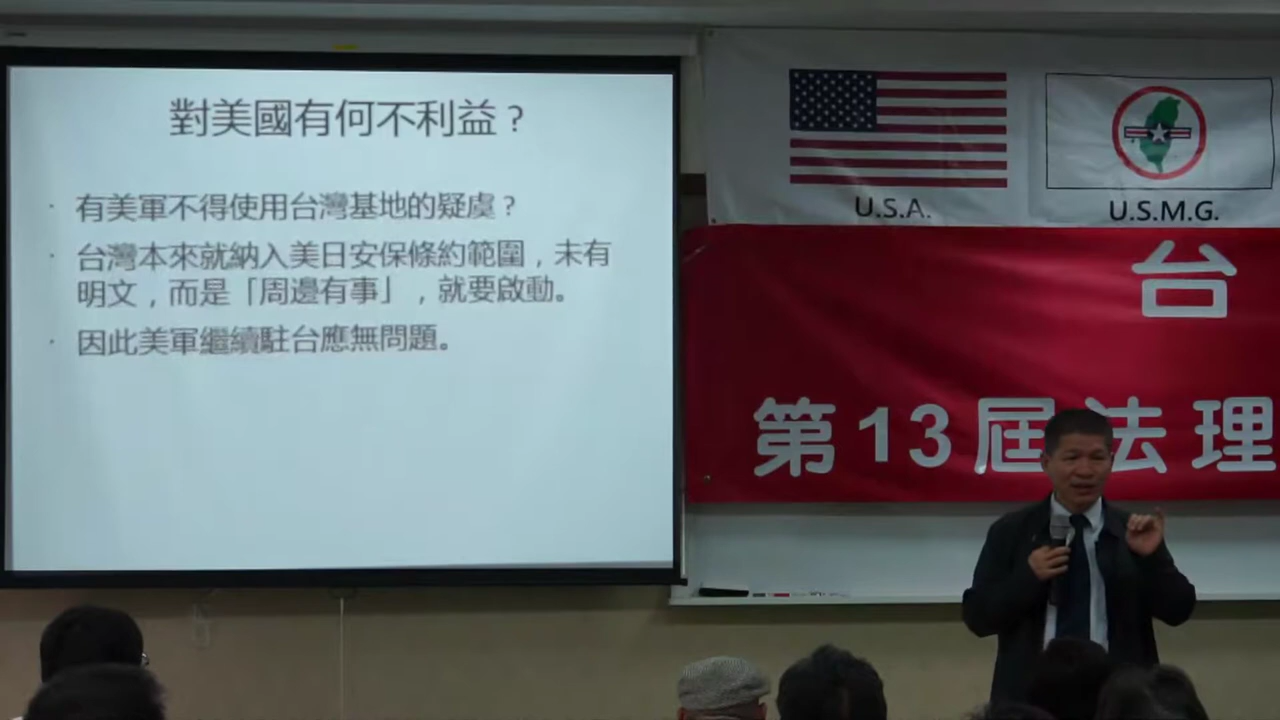 對美國有何不利益？
· 有美軍不得使用台灣基地的疑慮？
· 台灣本來就納入美日安保條約範圍，未有
明文，而是「周邊有事」，就要啟動。
· 因此美軍繼續駐台應無問題。
U.S.A.
U.S.M.G.
台
第13屆法理